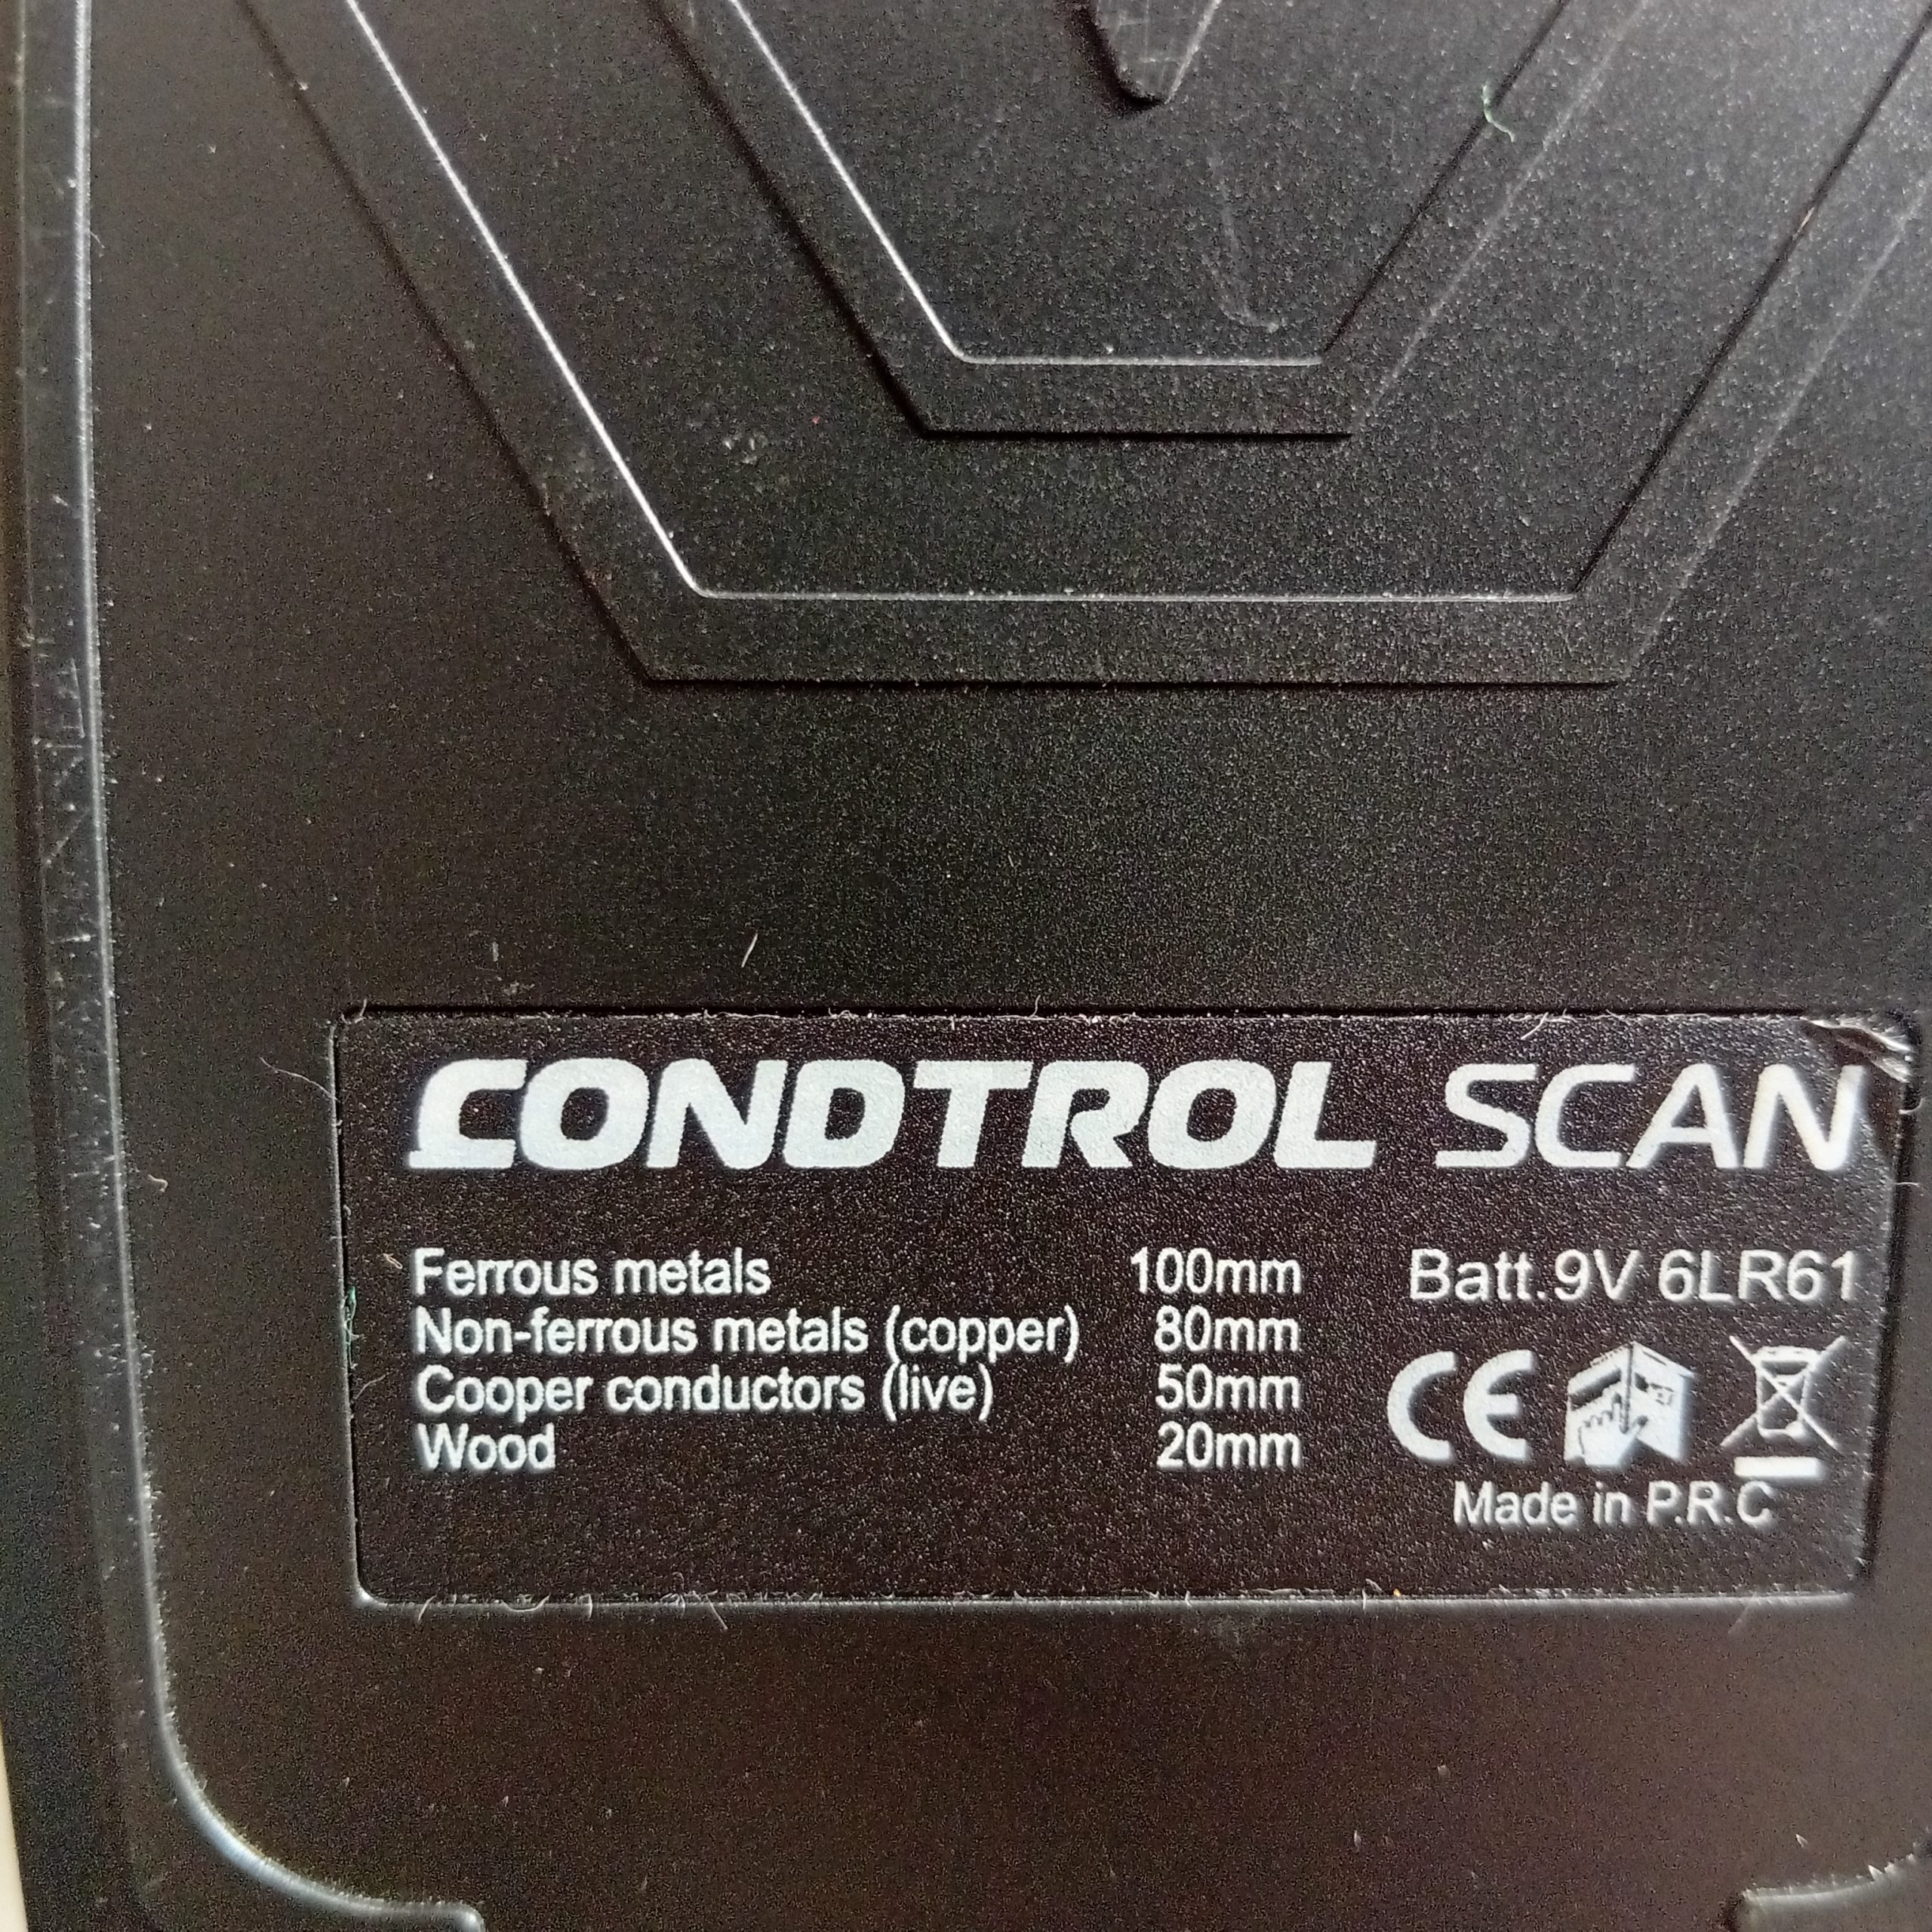 CONDTROL SCAN
Ferrous metals 100mm
Non-ferrous metals (copper) 80mm
Cooper conductors (live) 50mm
Wood 20mm
Batt.9V 6LR61
CE
Made in P.R.C